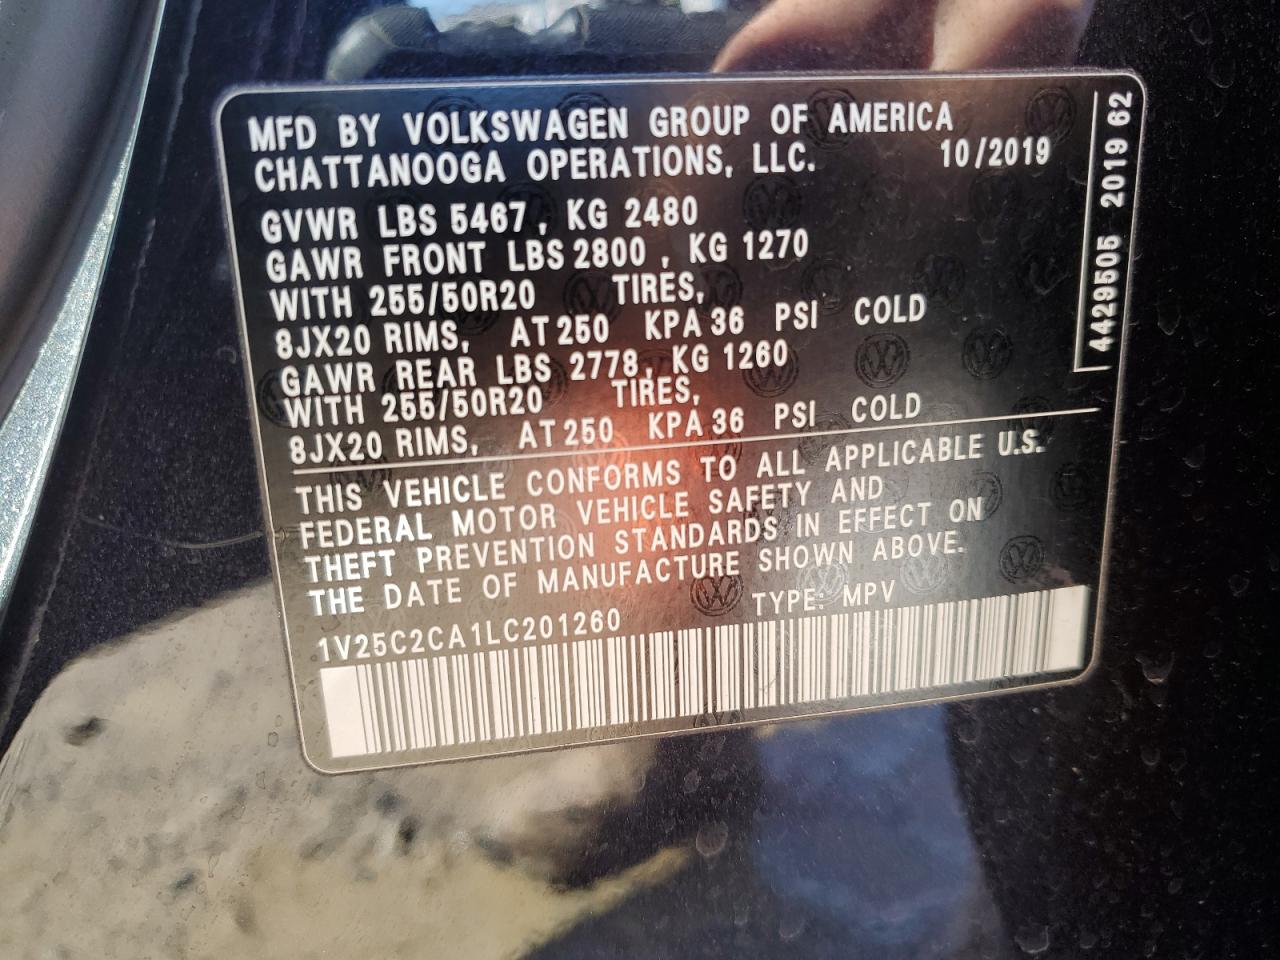 MFD BY VOLKSWAGEN GROUP OF AMERICA
CHATTANOOGA OPERATIONS, LLC. 10/2019
GVWR LBS 5467, KG 2480
GAWR FRONT LBS 2800, KG 1270
WITH 255/50R20 TIRES,
8JX20 RIMS, AT 250 KPA 36 PSI COLD
GAWR REAR LBS 2778, KG 1260
WITH 255/50R20 TIRES,
8JX20 RIMS, AT 250 KPA 36 PSI COLD
THIS VEHICLE CONFORMS TO ALL APPLICABLE U.S.
FEDERAL MOTOR VEHICLE SAFETY AND
THEFT PREVENTION STANDARDS IN EFFECT ON
THE DATE OF MANUFACTURE SHOWN ABOVE.
1V25C2CA1LC201260 TYPE: MPV
4429505 2019 62